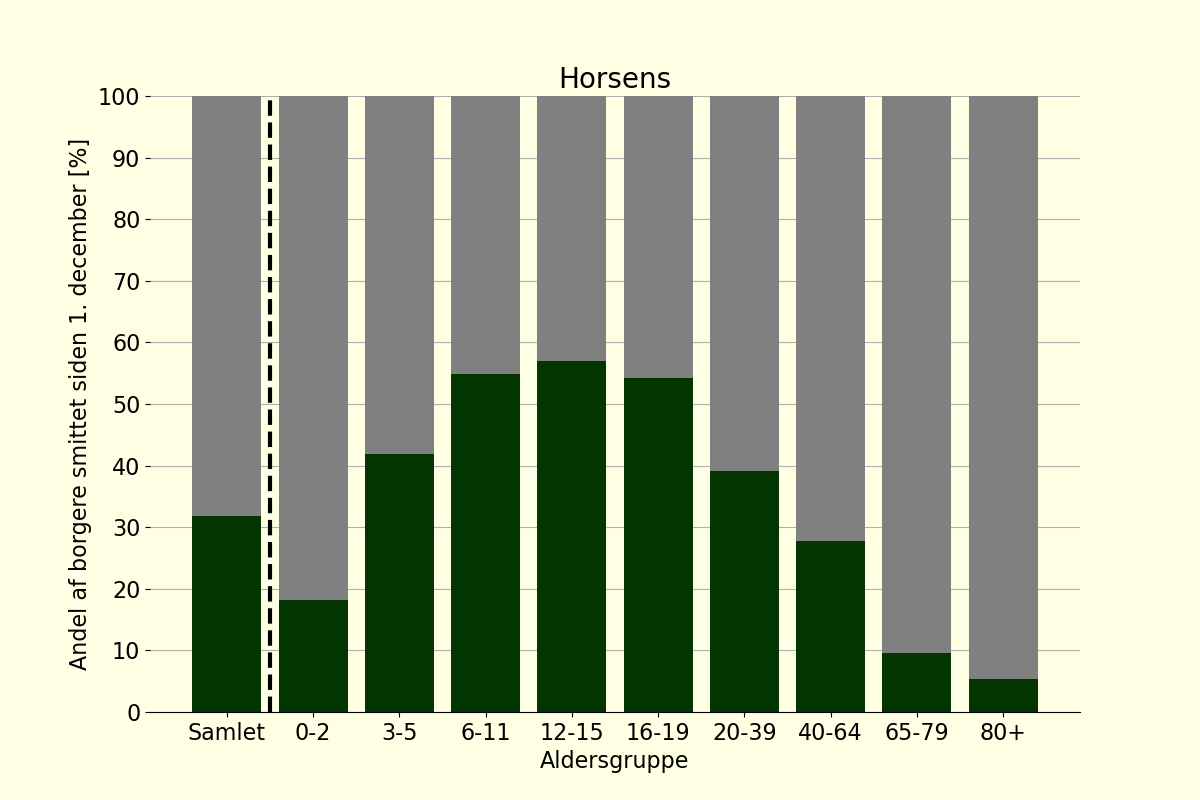 Horsens
Andel af borgere smittet siden 1. december [%]
100
90
80
70
60
50
40
30
20
10
0
Samlet 0-2 3-5 6-11 12-15 16-19 20-39 40-64 65-79 80+
Aldersgruppe